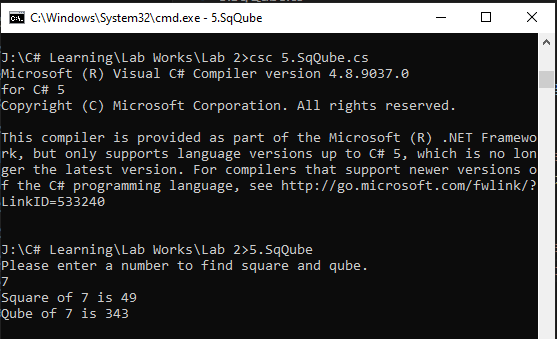 C:\Windows\System32\cmd.exe - 5.SqQube
J:\C# Learning\Lab Works\Lab 2>csc 5.SqQube.cs
Microsoft (R) Visual C# Compiler version 4.8.9037.0
for C# 5
Copyright (C) Microsoft Corporation. All rights reserved.
This compiler is provided as part of the Microsoft (R) .NET Framewo
rk, but only supports language versions up to C# 5, which is no lon
ger the latest version. For compilers that support newer versions o
f the C# programming language, see http://go.microsoft.com/fwlink/?
LinkID=533240
J:\C# Learning\Lab Works\Lab 2>5.SqQube
Please enter a number to find square and qube.
7
Square of 7 is 49
Qube of 7 is 343